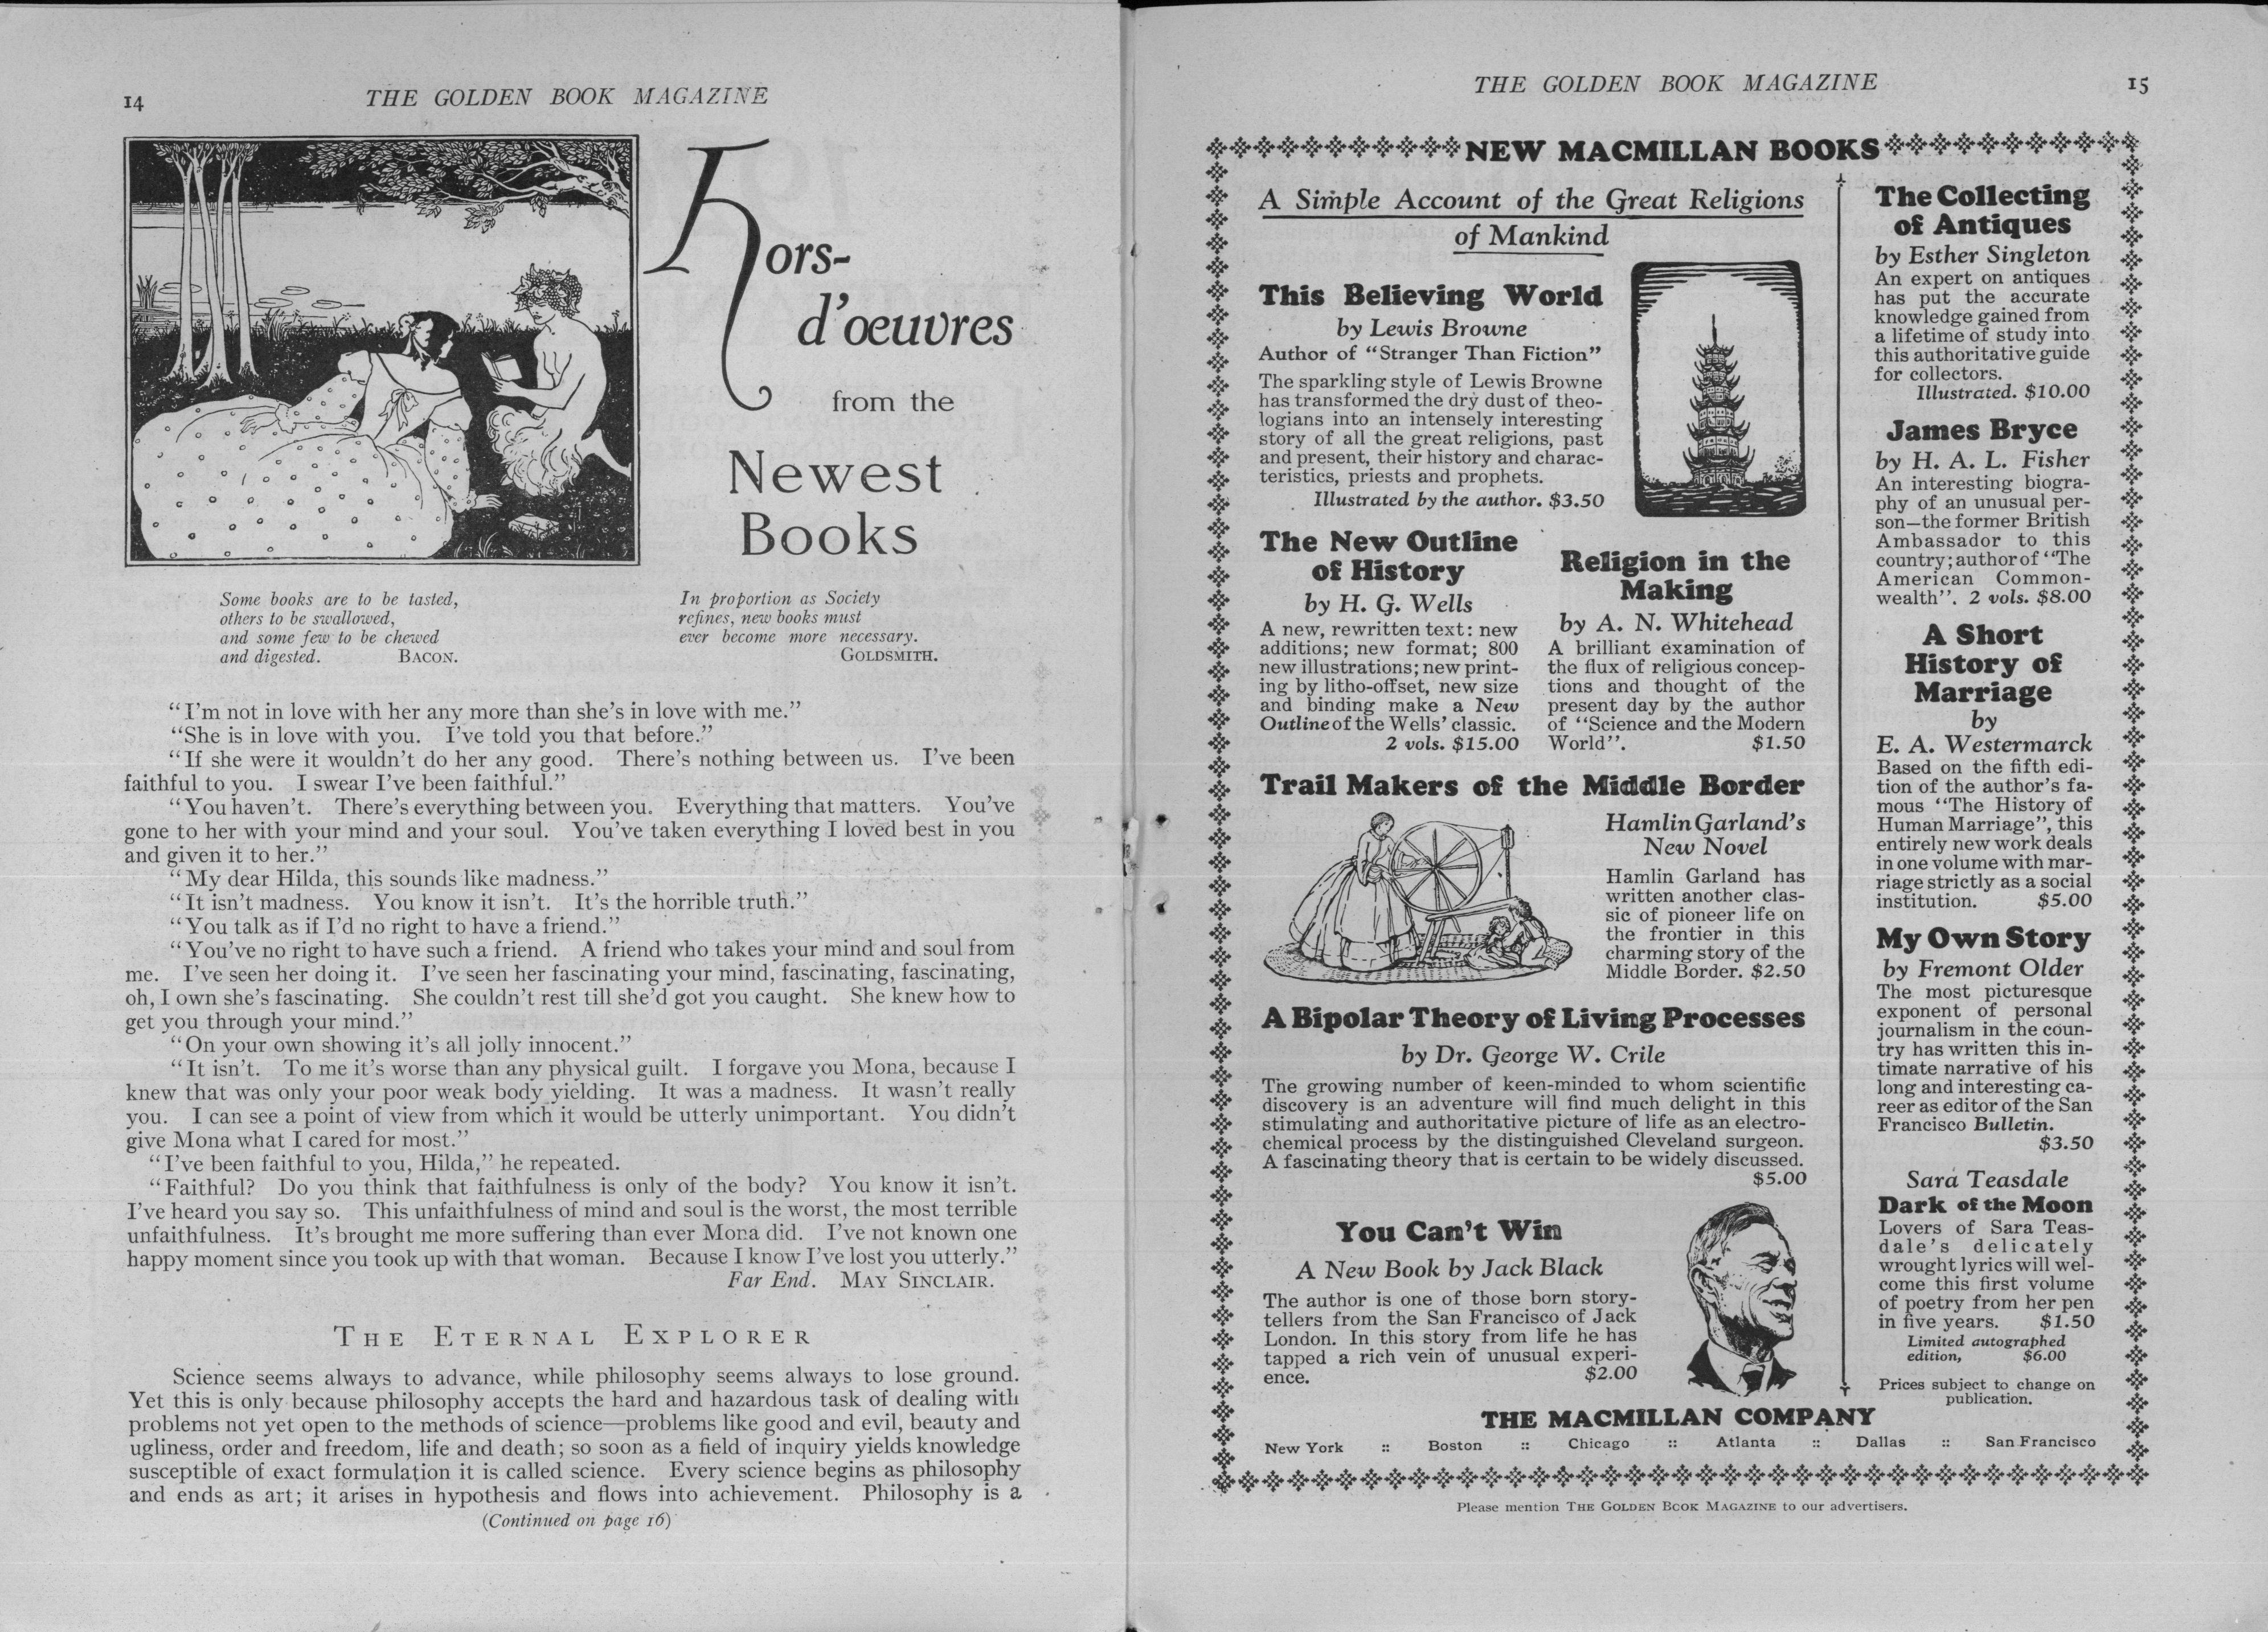 14
THE GOLDEN BOOK MAGAZINE
Hors-
d'oeuvres
from the
Newest
Books
Some books are to be tasted,
others to be swallowed,
and some few to be chewed
and digested. BACON.
In proportion as Society
refines, new books must
ever become more necessary.
GOLDSMITH.
"I'm not in love with her any more than she's in love with me."
"She is in love with you. I've told you that before."
"If she were it wouldn't do her any good. There's nothing between us. I've been
faithful to you. I swear I've been faithful."
"You haven't. There's everything between you. Everything that matters. You've
gone to her with your mind and your soul. You've taken everything I loved best in you
and given it to her."
"My dear Hilda, this sounds like madness."
"It isn't madness. You know it isn't. It's the horrible truth."
"You talk as if I'd no right to have a friend."
"You've no right to have such a friend. A friend who takes your mind and soul from
me. I've seen her doing it. I've seen her fascinating your mind, fascinating, fascinating,
oh, I own she's fascinating. She couldn't rest till she'd got you caught. She knew how to
get you through your mind."
"On your own showing it's all jolly innocent."
"It isn't. To me it's worse than any physical guilt. I forgave you Mona, because I
knew that was only your poor weak body yielding. It was a madness. It wasn't really
you. I can see a point of view from which it would be utterly unimportant. You didn't
give Mona what I cared for most."
"I've been faithful to you, Hilda," he repeated.
"Faithful? Do you think that faithfulness is only of the body? You know it isn't.
I've heard you say so. This unfaithfulness of mind and soul is the worst, the most terrible
unfaithfulness. It's brought me more suffering than ever Mona did. I've not known one
happy moment since you took up with that woman. Because I know I've lost you utterly."
Far End. MAY SINCLAIR.
THE ETERNAL EXPLORER
Science seems always to advance, while philosophy seems always to lose ground.
Yet this is only because philosophy accepts the hard and hazardous task of dealing with
problems not yet open to the methods of science—problems like good and evil, beauty and
ugliness, order and freedom, life and death; so soon as a field of inquiry yields knowledge
susceptible of exact formulation it is called science. Every science begins as philosophy
and ends as art; it arises in hypothesis and flows into achievement. Philosophy is a
(Continued on page 16)
THE GOLDEN BOOK MAGAZINE
15
NEW MACMILLAN BOOKS
A Simple Account of the Great Religions
of Mankind
This Believing World
by Lewis Browne
Author of "Stranger Than Fiction"
The sparkling style of Lewis Browne
has transformed the dry dust of theo-
logians into an intensely interesting
story of all the great religions, past
and present, their history and charac-
teristics, priests and prophets.
Illustrated by the author. $3.50
The New Outline
of History
by H. G. Wells
A new, rewritten text: new
additions; new format; 800
new illustrations; new print-
ing by litho-offset, new size
and binding make a New
Outline of the Wells' classic.
2 vols. $15.00
Religion in the
Making
by A. N. Whitehead
A brilliant examination of
the flux of religious concep-
tions and thought of the
present day by the author
of "Science and the Modern
World". $1.50
Trail Makers of the Middle Border
Hamlin Garland's
New Novel
Hamlin Garland has
written another clas-
sic of pioneer life on
the frontier in this
charming story of the
Middle Border. $2.50
A Bipolar Theory of Living Processes
by Dr. George W. Crile
The growing number of keen-minded to whom scientific
discovery is an adventure will find much delight in this
stimulating and authoritative picture of life as an electro-
chemical process by the distinguished Cleveland surgeon.
A fascinating theory that is certain to be widely discussed.
$5.00
You Can't Win
A New Book by Jack Black
The author is one of those born story-
tellers from the San Francisco of Jack
London. In this story from life he has
tapped a rich vein of unusual experi-
ence. $2.00
The Collecting
of Antiques
by Esther Singleton
An expert on antiques
has put the accurate
knowledge gained from
a lifetime of study into
this authoritative guide
for collectors.
Illustrated. $10.00
James Bryce
by H. A. L. Fisher
An interesting biogra-
phy of an unusual per-
son—the former British
Ambassador to this
country; author of "The
American Common-
wealth". 2 vols. $8.00
A Short
History of
Marriage
by
E. A. Westermarck
Based on the fifth edi-
tion of the author's fa-
mous "The History of
Human Marriage", this
entirely new work deals
in one volume with mar-
riage strictly as a social
institution. $5.00
My Own Story
by Fremont Older
The most picturesque
exponent of personal
journalism in the coun-
try has written this in-
timate narrative of his
long and interesting ca-
reer as editor of the San
Francisco Bulletin.
$3.50
Sara Teasdale
Dark of the Moon
Lovers of Sara Teas-
dale's delicately
wrought lyrics will wel-
come this first volume
of poetry from her pen
in five years. $1.50
Limited autographed
edition, $6.00
Prices subject to change on
publication.
THE MACMILLAN COMPANY
New York :: Boston :: Chicago :: Atlanta :: Dallas :: San Francisco
Please mention THE GOLDEN BOOK MAGAZINE to our advertisers.